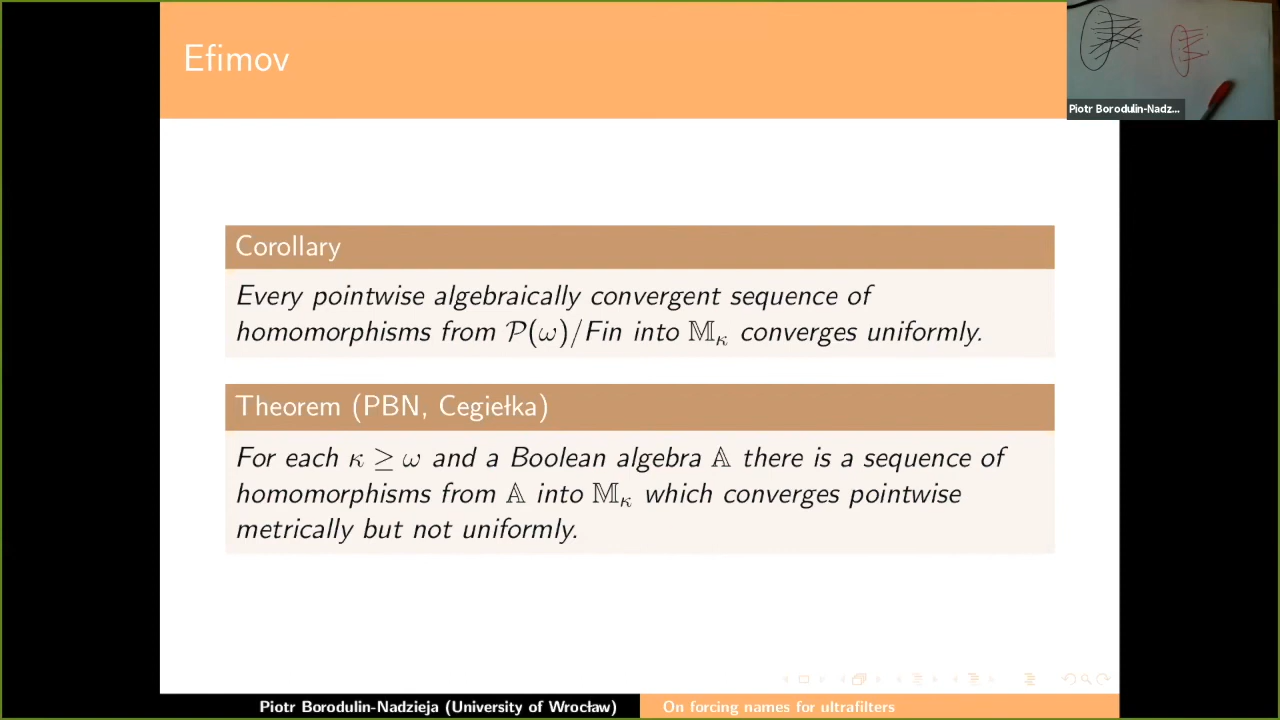 Efimov
Piotr Borodulin-Nadz...
Corollary
Every pointwise algebraically convergent sequence of
homomorphisms from 𝒫(ω)/Fin into 𝕄_κ converges uniformly.
Theorem (PBN, Cegiełka)
For each κ ≥ ω and a Boolean algebra 𝔸 there is a sequence of
homomorphisms from 𝔸 into 𝕄_κ which converges pointwise
metrically but not uniformly.
Piotr Borodulin-Nadzieja (University of Wrocław)
On forcing names for ultrafilters